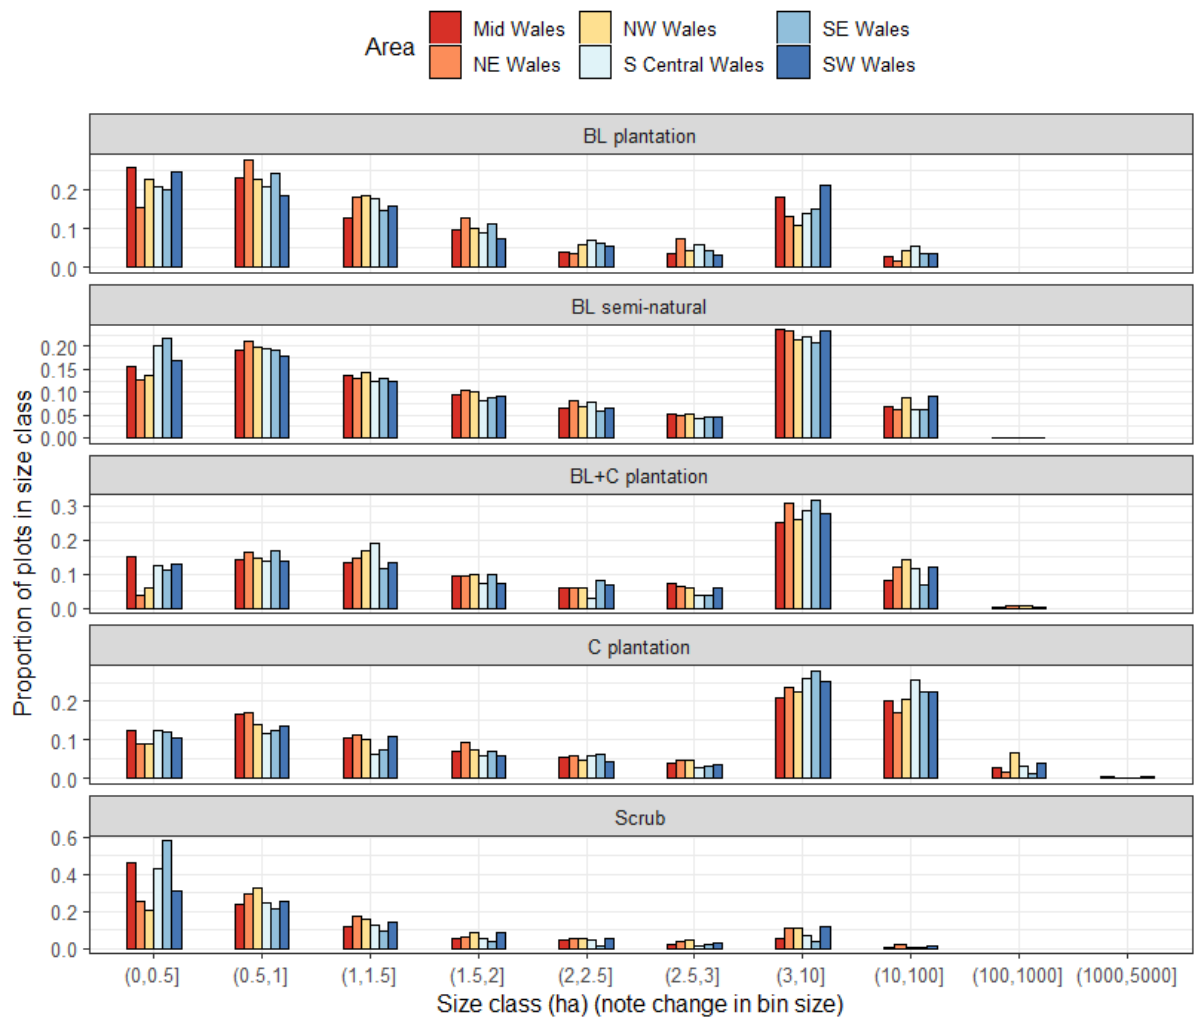 Area
Mid Wales NW Wales SE Wales
NE Wales S Central Wales SW Wales
BL plantation
0.2
0.1
0.0
BL semi-natural
0.20
0.15
0.10
0.05
0.00
BL+C plantation
0.3
0.2
0.1
0.0
C plantation
0.2
0.1
0.0
Scrub
0.6
0.4
0.2
0.0
Proportion of plots in size class
(0,0.5] (0.5,1] (1,1.5] (1.5,2] (2,2.5] (2.5,3] (3,10] (10,100] (100,1000] (1000,5000]
Size class (ha) (note change in bin size)